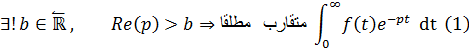 ∃! b ∈ ℝ̅ ,   Re(p) > b ⇒ متقارب مطلقا ∫₀^∞ f(t)e^{-pt} dt (1)